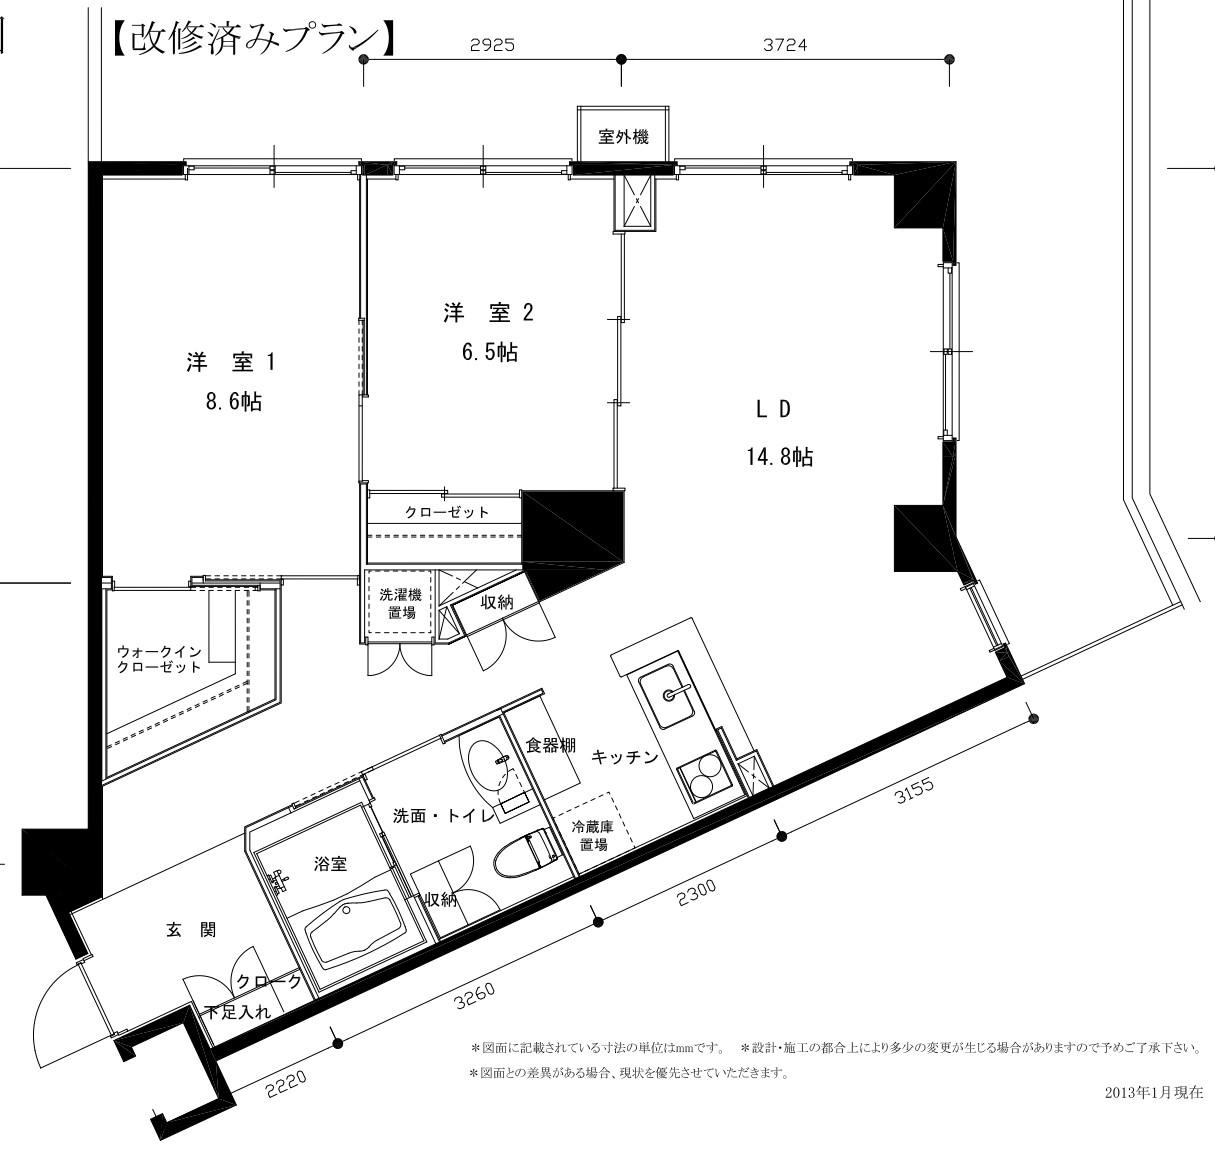 【改修済みプラン】
2925
3724
室外機
洋 室 2
6.5帖
洋 室 1
8.6帖
LD
14.8帖
クローゼット
洗濯機
置場
収納
ウォークイン
クローゼット
食器棚
キッチン
洗面・トイレ
冷蔵庫
置場
浴室
収納
玄 関
クローク
下足入れ
3155
2300
3260
2220
＊図面に記載されている寸法の単位はmmです。 ＊設計・施工の都合上により多少の変更が生じる場合がありますので予めご了承下さい。
＊図面との差異がある場合、現状を優先させていただきます。
2013年1月現在